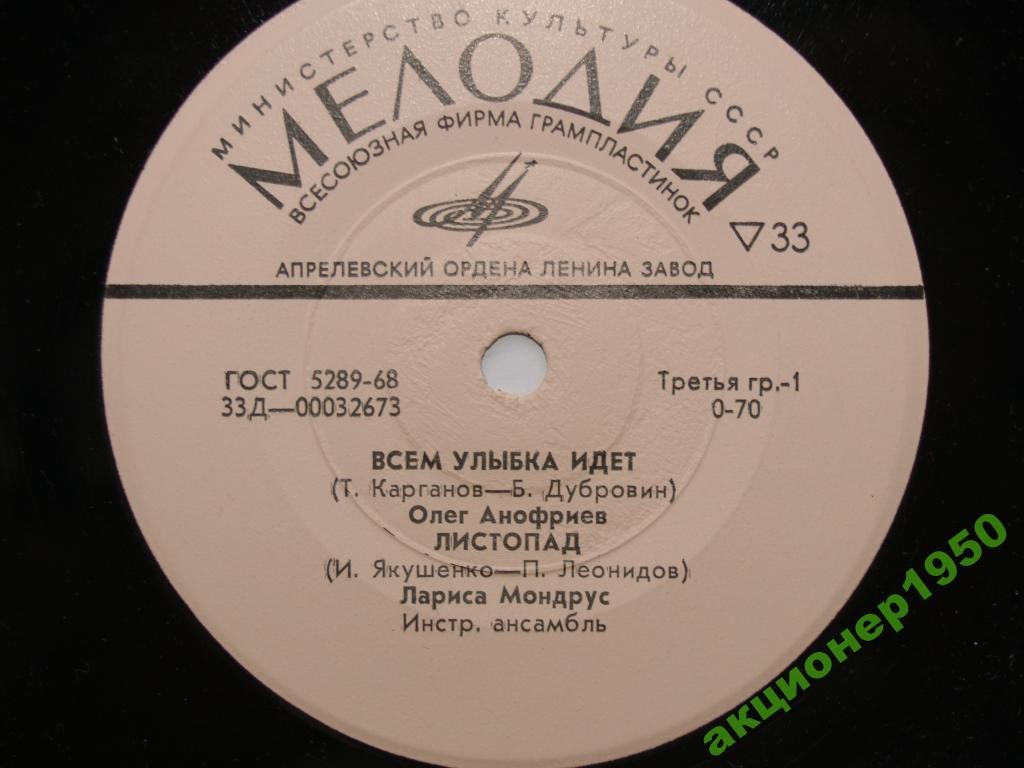 МИНИСТЕРСТВО КУЛЬТУРЫ СССР
МЕЛОДИЯ
ВСЕСОЮЗНАЯ ФИРМА ГРАМПЛАСТИНОК
▽33
АПРЕЛЕВСКИЙ ОРДЕНА ЛЕНИНА ЗАВОД
ГОСТ 5289-68
33Д—00032673
Третья гр.-1
0-70
ВСЕМ УЛЫБКА ИДЕТ
(Т. Карганов—Б. Дубровин)
Олег Анофриев
ЛИСТОПАД
(И. Якушенко—П. Леонидов)
Лариса Мондрус
Инстр. ансамбль
акционер1950